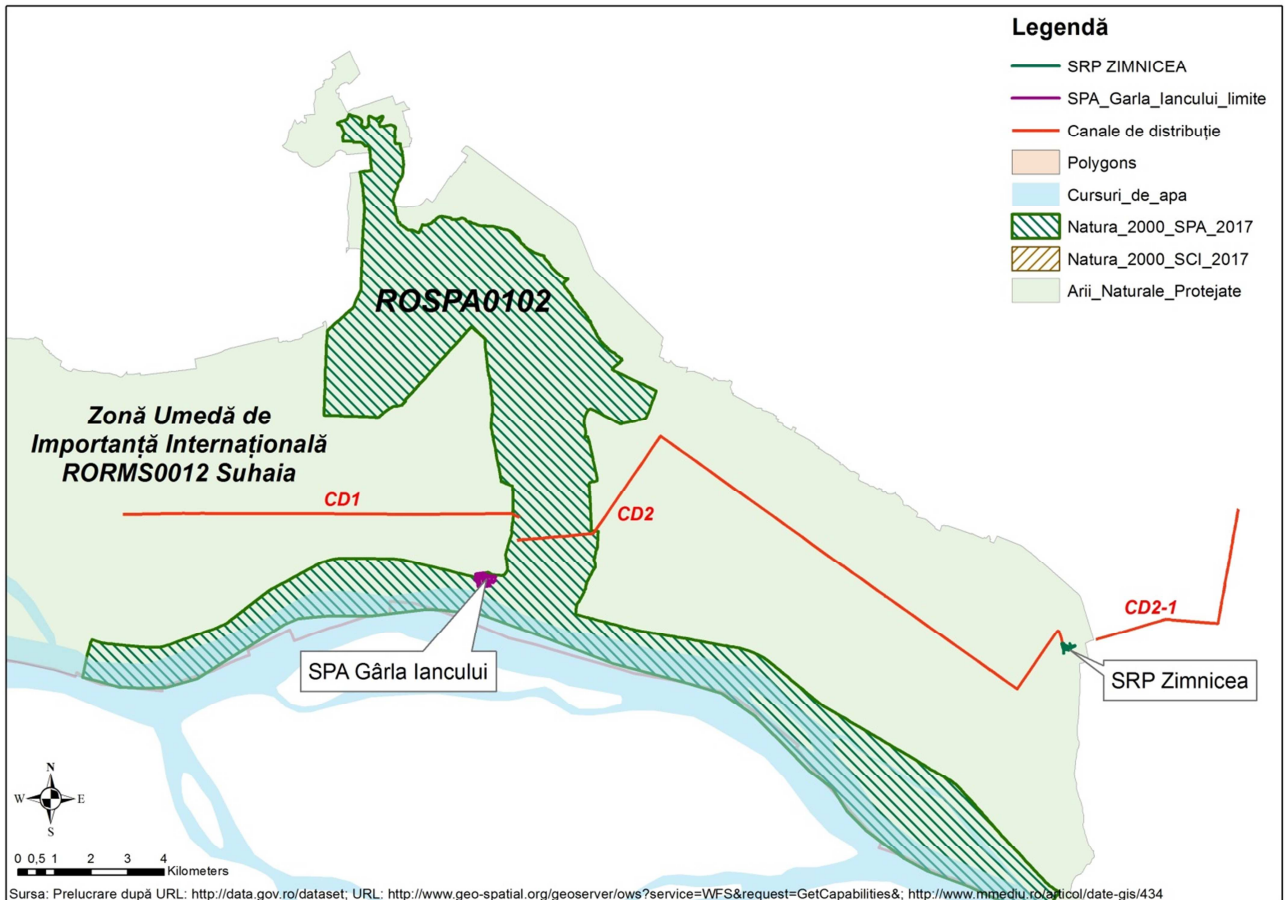 Legendă
SRP ZIMNICEA
SPA_Garla_Iancului_limite
Canale de distribuție
Polygons
Cursuri_de_apa
Natura_2000_SPA_2017
Natura_2000_SCI_2017
Arii_Naturale_Protejate
ROSPA0102
Zonă Umedă de
Importanță Internațională
RORMS0012 Suhaia
CD1
CD2
CD2-1
SPA Gârla Iancului
SRP Zimnicea
N
W E
S
0 0,5 1 2 3 4
Kilometers
Sursa: Prelucrare după URL: http://data.gov.ro/dataset; URL: http://www.geo-spatial.org/geoserver/ows?service=WFS&request=GetCapabilities&; http://www.mmediu.ro/articol/date-gis/434